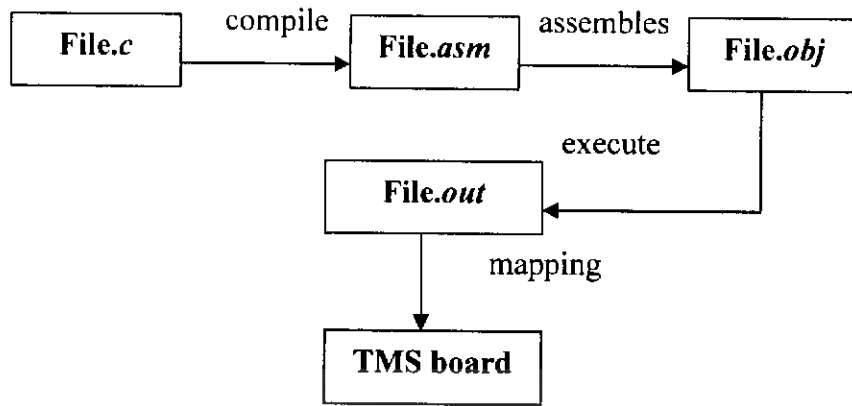 File.c
compile
File.asm
assembles
File.obj
execute
File.out
mapping
TMS board